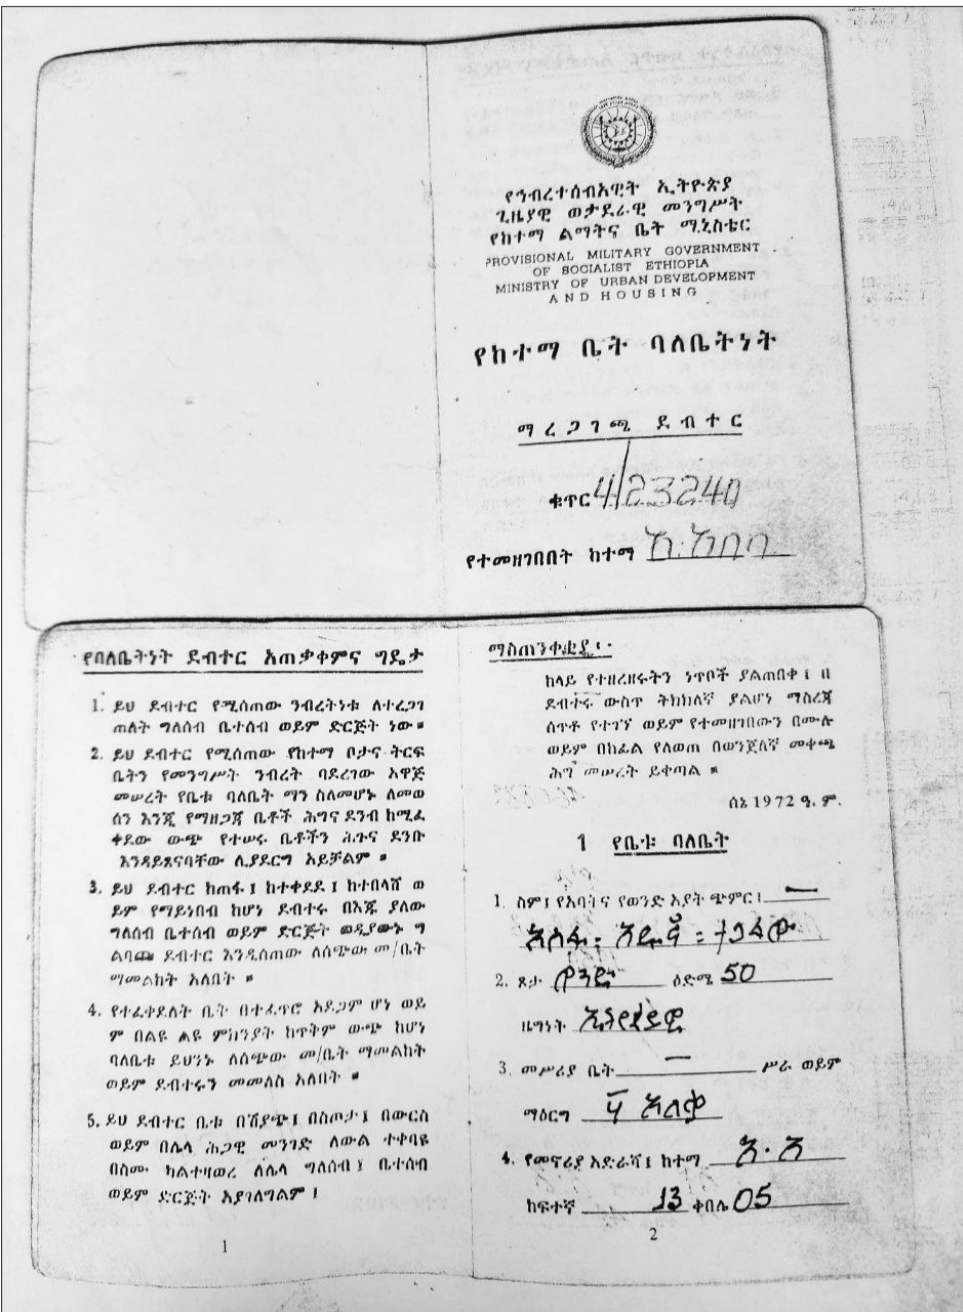 የኅብረተሰብአዊት ኢትዮጵያ
ጊዜያዊ ወታደራዊ መንግሥት
የከተማ ልማትና ቤት ሚኒስቴር
PROVISIONAL MILITARY GOVERNMENT
OF SOCIALIST ETHIOPIA
MINISTRY OF URBAN DEVELOPMENT
AND HOUSING
የከተማ ቤት ባለቤትነት
ማረጋገጫ ደብተር
ቁጥር 4/23240
የተመዘገበበት ከተማ አ.አበባ
የባለቤትነት ደብተር አጠቃቀምና ግዴታ
1. ይህ ደብተር የሚሰጠው ንብረትነቱ ለተረጋገ
ጠለት ግለሰብ ቤተሰብ ወይም ድርጅት ነው።
2. ይህ ደብተር የሚሰጠው የከተማ ቦታና ትርፍ
ቤትን የመንግሥት ንብረት ባደረገው አዋጅ
መሠረት የቤቱ ባለቤት ማን ስለመሆኑ ለመወ
ሰን እንጂ የማዘጋጃ ቤቶች ሕግና ደንብ ከሚፈ
ቀደው ውጭ የተሠሩ ቤቶችን ሕጉና ደንቡ
እንዳይጸናባቸው ሊያደርግ አይቻልም ።
3. ይህ ደብተር ከጠፋ፤ ከተቀደደ፤ ከተበላሸ ወ
ይም የማይነበብ ከሆነ ደብተሩ በእጁ ያለው
ግለሰብ ቤተሰብ ወይም ድርጅት ወዲያውኑ ግ
ልባጩ ደብተር እንዲሰጠው ለሰጭው መ/ቤት
ማመልከት አለበት ።
4. የተፈቀደለት ቤት በተፈጥሮ አደጋም ሆነ ወይ
ም በልዩ ልዩ ምክንያት ከጥቅም ውጭ ከሆነ
ባለቤቱ ይህንኑ ለሰጭው መ/ቤት ማመልከት
ወይም ደብተሩን መመለስ አለበት ።
5. ይህ ደብተር ቤቱ በሽያጭ፤ በስጦታ፤ በውርስ
ወይም በሌላ ሕጋዊ መንገድ ለውል ተቀባዩ
በስሙ ካልተዛወረ ለሌላ ግለሰብ፤ ቤተሰብ
ወይም ድርጅት አያገለግልም ፤
1
ማስጠንቀቂያ፡
ከላይ የተዘረዘሩትን ነጥቦች ያልጠበቀ፤ በ
ደብተሩ ውስጥ ትክክለኛ ያልሆነ ማስረጃ
ሰጥቶ የተገኘ ወይም የተመዘገበውን በሙሉ
ወይም በከፊል የለወጠ በወንጀለኛ መቀጫ
ሕግ መሠረት ይቀጣል ።
ሰኔ 1972 ዓ. ም.
1 የቤቱ ባለቤት
1. ስም፤ የአባትና የወንድ አያት ጭምር፤
አሰፋ
2. ጾታ ወንድ ዕድሜ 50
ዜግነት ኢትዮጵያዊ
3. መሥሪያ ቤት — ሥራ ወይም
ማዕርግ ፶ አለቃ
4. የመኖሪያ አድራሻ፤ ከተማ አ.አ
ከፍተኛ 13 ቀበሌ 05
2